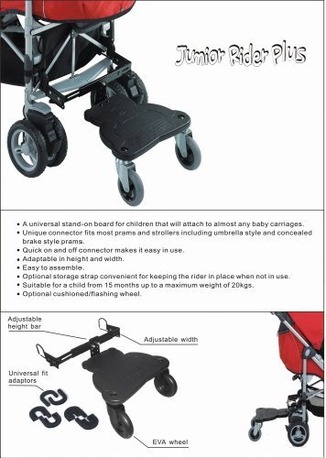 Junior Rider Plus
• A universal stand-on board for children that will attach to almost any baby carriages.
• Unique connector fits most prams and strollers including umbrella style and concealed
brake style prams.
• Quick on and off connector makes it easy in use.
• Adaptable in height and width.
• Easy to assemble.
• Optional storage strap convenient for keeping the rider in place when not in use.
• Suitable for a child from 15 months up to a maximum weight of 20kgs.
• Optional cushioned/flashing wheel.
Adjustable
height bar
Adjustable width
Universal fit
adaptors
EVA wheel